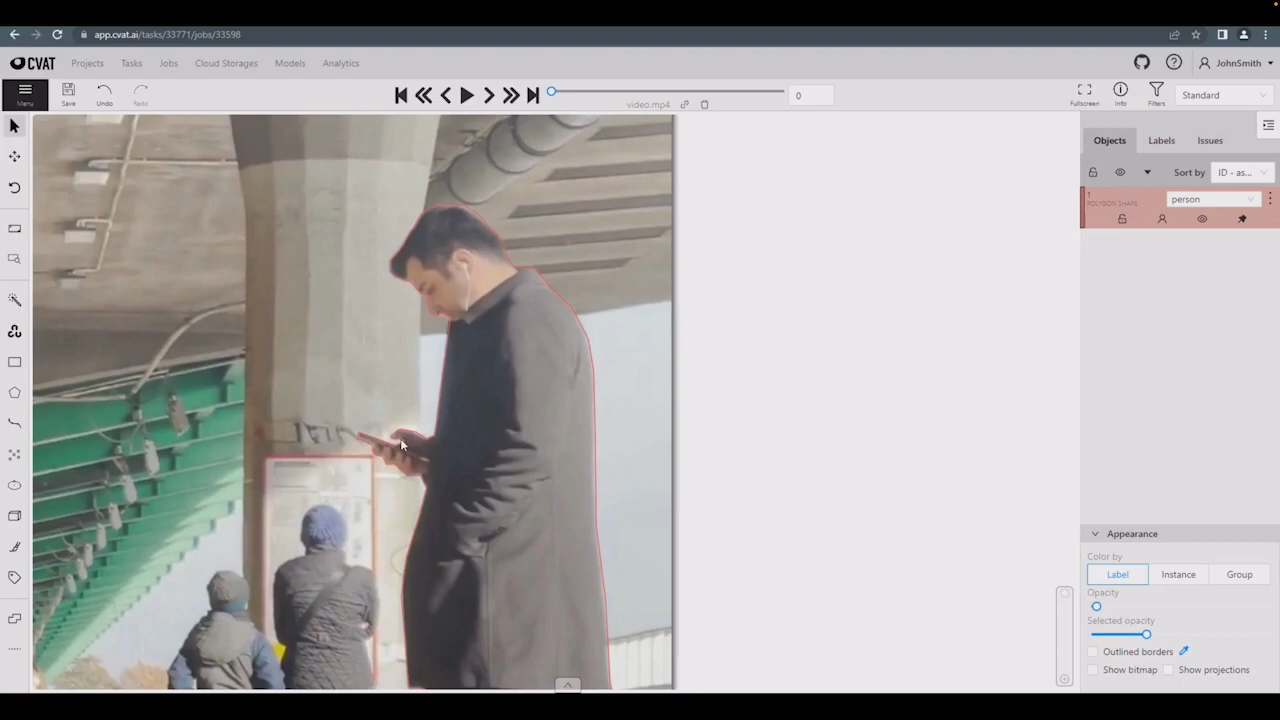 app.cvat.ai/tasks/33771/jobs/33598
CVAT
Projects
Tasks
Jobs
Cloud Storages
Models
Analytics
JohnSmith
Menu
Save
Undo
Redo
video.mp4
0
Fullscreen
Info
Filters
Standard
Objects
Labels
Issues
Sort by
ID - as...
1
POLYGON SHAPE
person
Appearance
Color by
Label
Instance
Group
Opacity
Selected opacity
Outlined borders
Show bitmap
Show projections